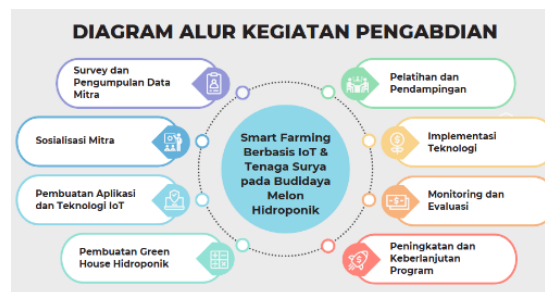 DIAGRAM ALUR KEGIATAN PENGABDIAN
Survey dan
Pengumpulan Data
Mitra
Sosialisasi Mitra
Pembuatan Aplikasi
dan Teknologi IoT
Pembuatan Green
House Hidroponik
Smart Farming
Berbasis IoT &
Tenaga Surya
pada Budidaya
Melon
Hidroponik
Pelatihan dan
Pendampingan
Implementasi
Teknologi
Monitoring dan
Evaluasi
Peningkatan dan
Keberlanjutan
Program